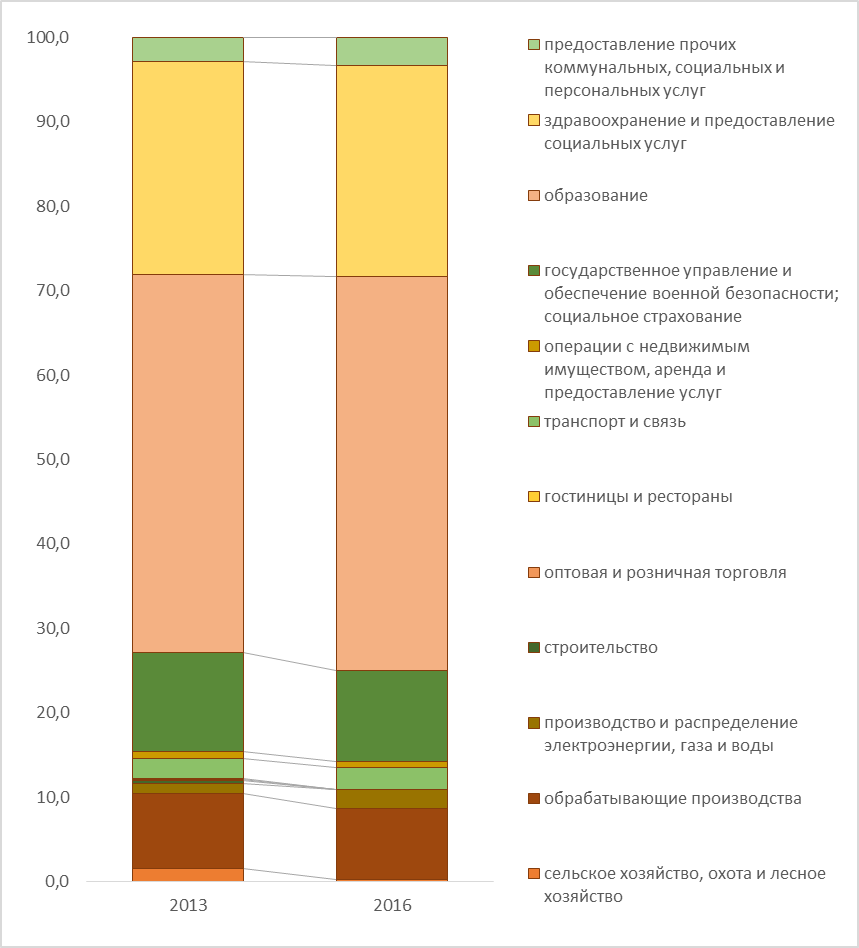 100,0
90,0
80,0
70,0
60,0
50,0
40,0
30,0
20,0
10,0
0,0
2013
2016
предоставление прочих
коммунальных, социальных и
персональных услуг
здравоохранение и предоставление
социальных услуг
образование
государственное управление и
обеспечение военной безопасности;
социальное страхование
операции с недвижимым
имуществом, аренда и
предоставление услуг
транспорт и связь
гостиницы и рестораны
оптовая и розничная торговля
строительство
производство и распределение
электроэнергии, газа и воды
обрабатывающие производства
сельское хозяйство, охота и лесное
хозяйство